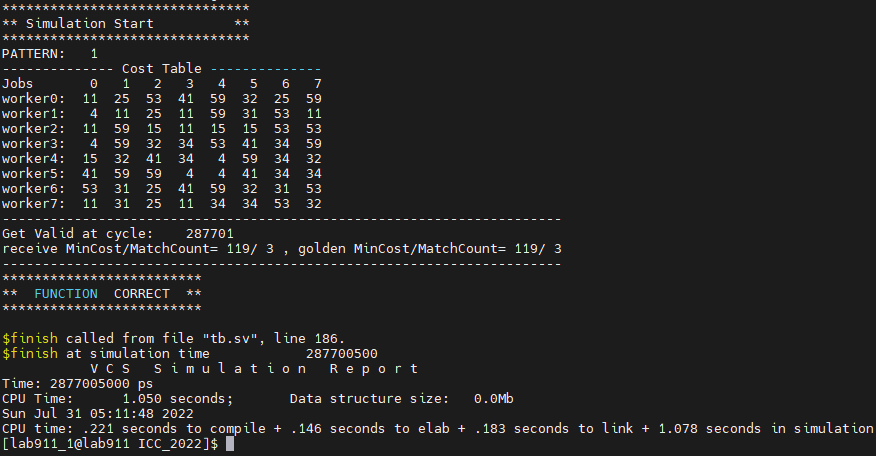 *******************************
** Simulation Start          **
*******************************
PATTERN:   1
-------------- Cost Table --------------
Jobs       0   1   2   3   4   5   6   7
worker0:  11  25  53  41  59  32  25  59
worker1:   4  11  25  11  59  31  53  11
worker2:  11  59  15  11  15  15  53  53
worker3:   4  59  32  34  53  41  34  59
worker4:  15  32  41  34   4  59  34  32
worker5:  41  59  59   4   4  41  34  34
worker6:  53  31  25  41  59  32  31  53
worker7:  11  31  25  11  34  34  53  32
----------------------------------------------------------------------
Get Valid at cycle:    287701
receive MinCost/MatchCount= 119/ 3 , golden MinCost/MatchCount= 119/ 3
----------------------------------------------------------------------
*************************
**  FUNCTION  CORRECT  **
*************************
$finish called from file "tb.sv", line 186.
$finish at simulation time            287700500
           V C S   S i m u l a t i o n   R e p o r t
Time: 2877005000 ps
CPU Time:      1.050 seconds;       Data structure size:   0.0Mb
Sun Jul 31 05:11:48 2022
CPU time: .221 seconds to compile + .146 seconds to elab + .183 seconds to link + 1.078 seconds in simulation
[lab911_1@lab911 ICC_2022]$